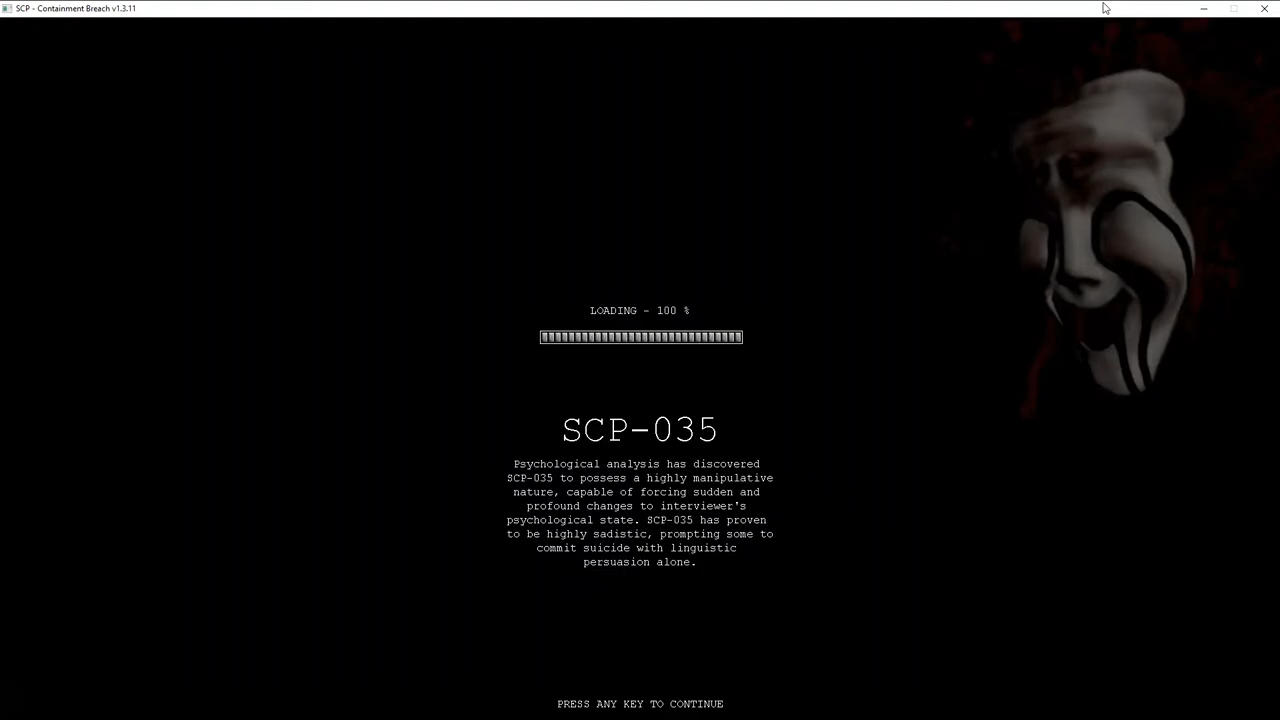 SCP - Containment Breach v1.3.11
LOADING - 100 %
SCP-035
Psychological analysis has discovered
SCP-035 to possess a highly manipulative
nature, capable of forcing sudden and
profound changes to interviewer's
psychological state. SCP-035 has proven
to be highly sadistic, prompting some to
commit suicide with linguistic
persuasion alone.
PRESS ANY KEY TO CONTINUE